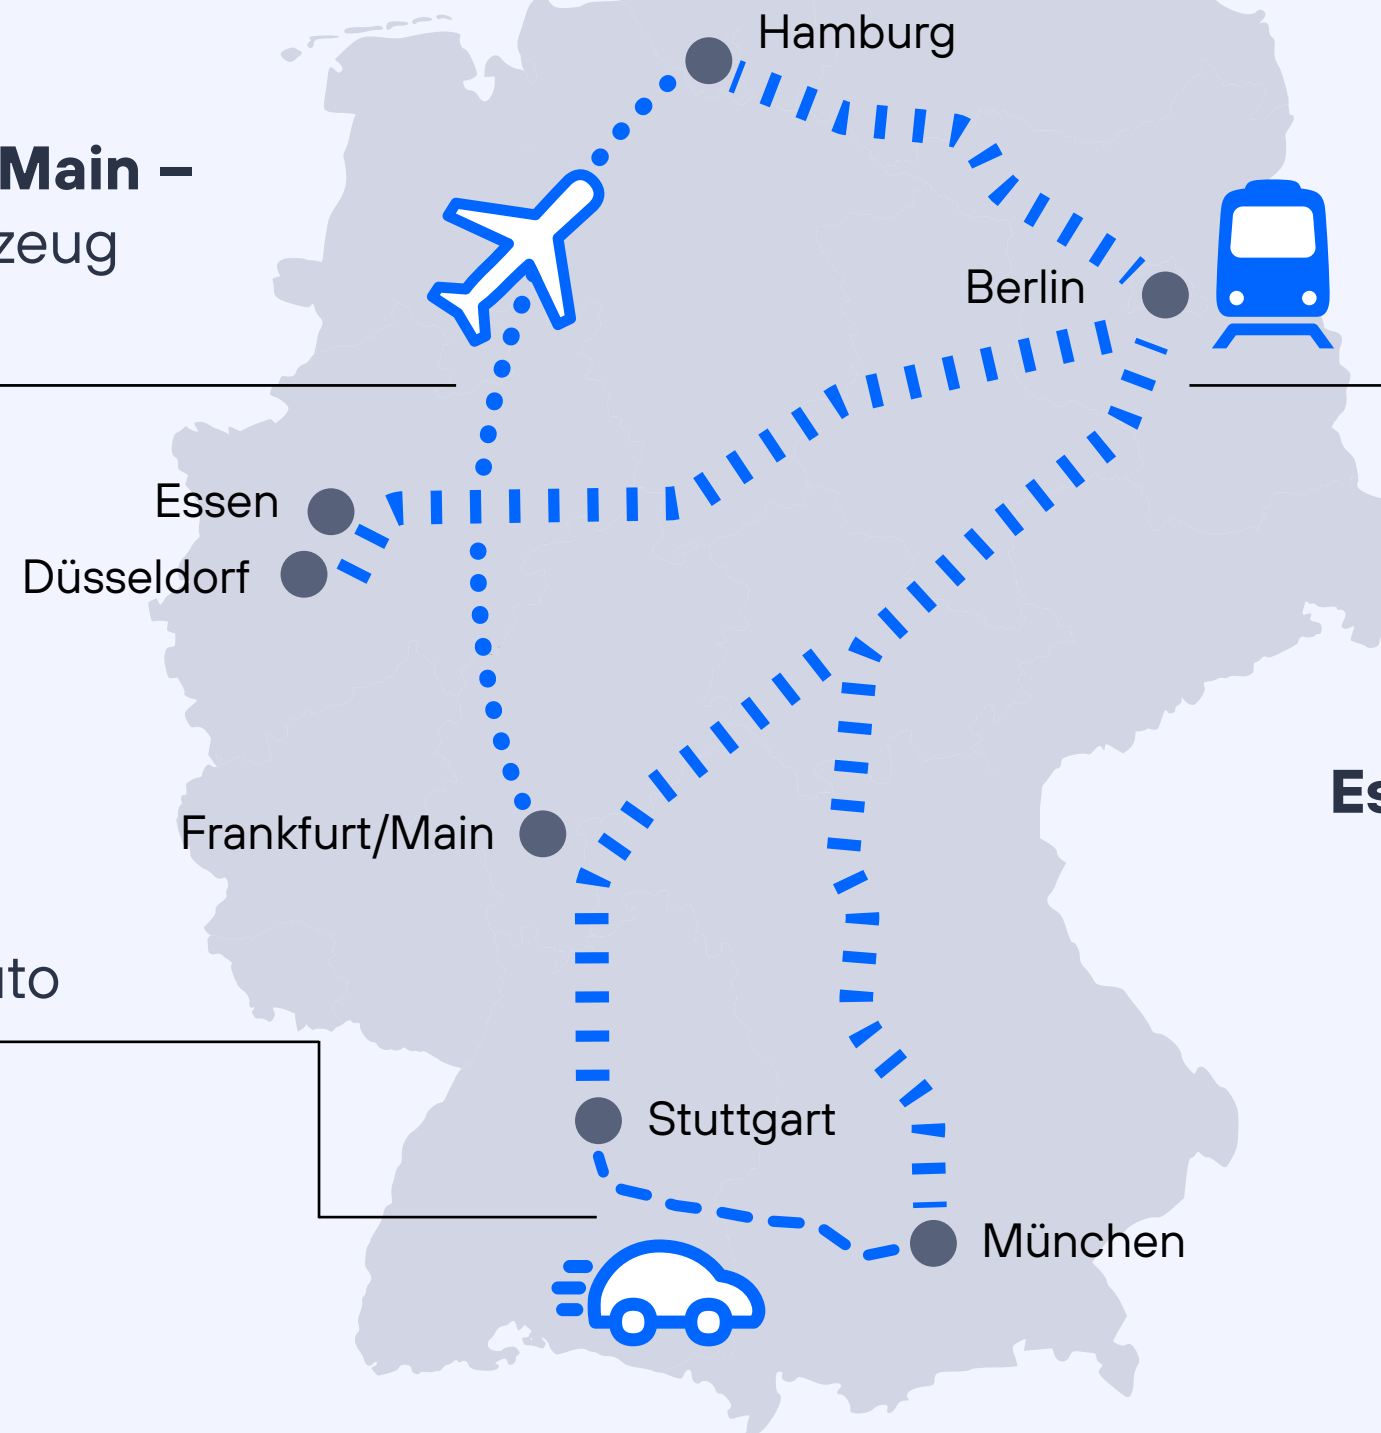 Hamburg
Main –
zeug
Berlin
Essen
Düsseldorf
Es
Frankfurt/Main
uto
Stuttgart
München